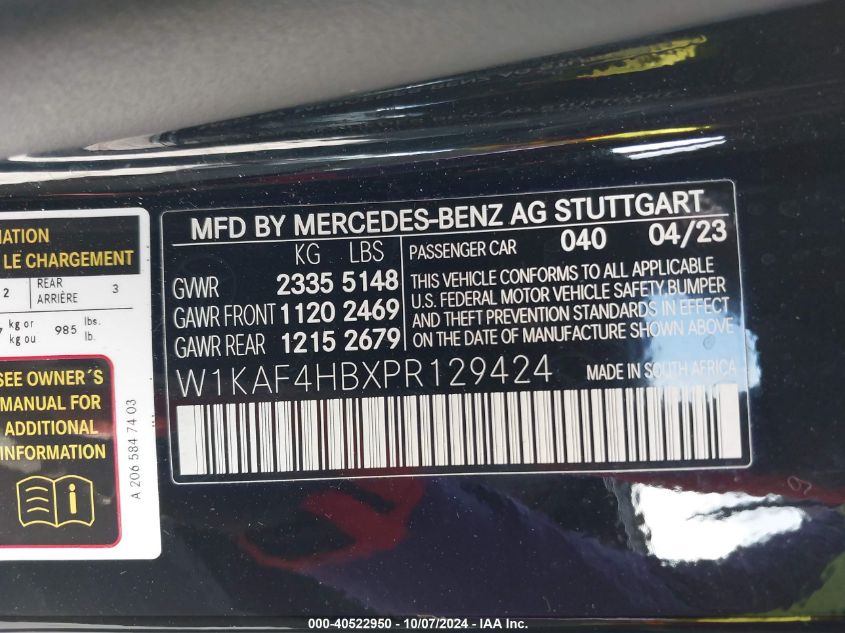 MFD BY MERCEDES-BENZ AG STUTTGART
KG LBS
GVWR 2335 5148
GAWR FRONT 1120 2469
GAWR REAR 1215 2679
PASSENGER CAR 040 04/23
THIS VEHICLE CONFORMS TO ALL APPLICABLE
U.S. FEDERAL MOTOR VEHICLE SAFETY,BUMPER
AND THEFT PREVENTION STANDARDS IN EFFECT
ON THE DATE OF MANUFACTURE SHOWN ABOVE
W1KAF4HBXPR129424 MADE IN SOUTH AFRICA
LE CHARGEMENT
2 REAR 3
ARRIÈRE
kg or 985 lbs.
kg ou lb.
SEE OWNER´S
MANUAL FOR
ADDITIONAL
INFORMATION
A 206 584 74 03
000-40522950 - 10/07/2024 - IAA Inc.